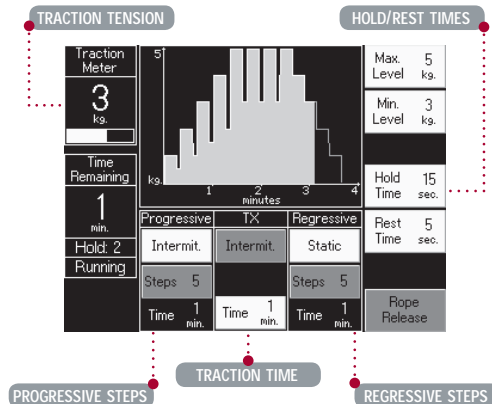 TRACTION TENSION
HOLD/REST TIMES
Traction
Meter
3
kg.
Time
Remaining
1
min.
Hold: 2
Running
5
kg.
1 2 3 4
minutes
Max. 5
Level kg.
Min. 3
Level kg.
Hold 15
Time sec.
Rest 5
Time sec.
Rope
Release
Progressive TX Regressive
Intermit. Intermit. Static
Steps 5 Steps 5
Time 1 min. Time 1 min. Time 1 min.
TRACTION TIME
PROGRESSIVE STEPS
REGRESSIVE STEPS